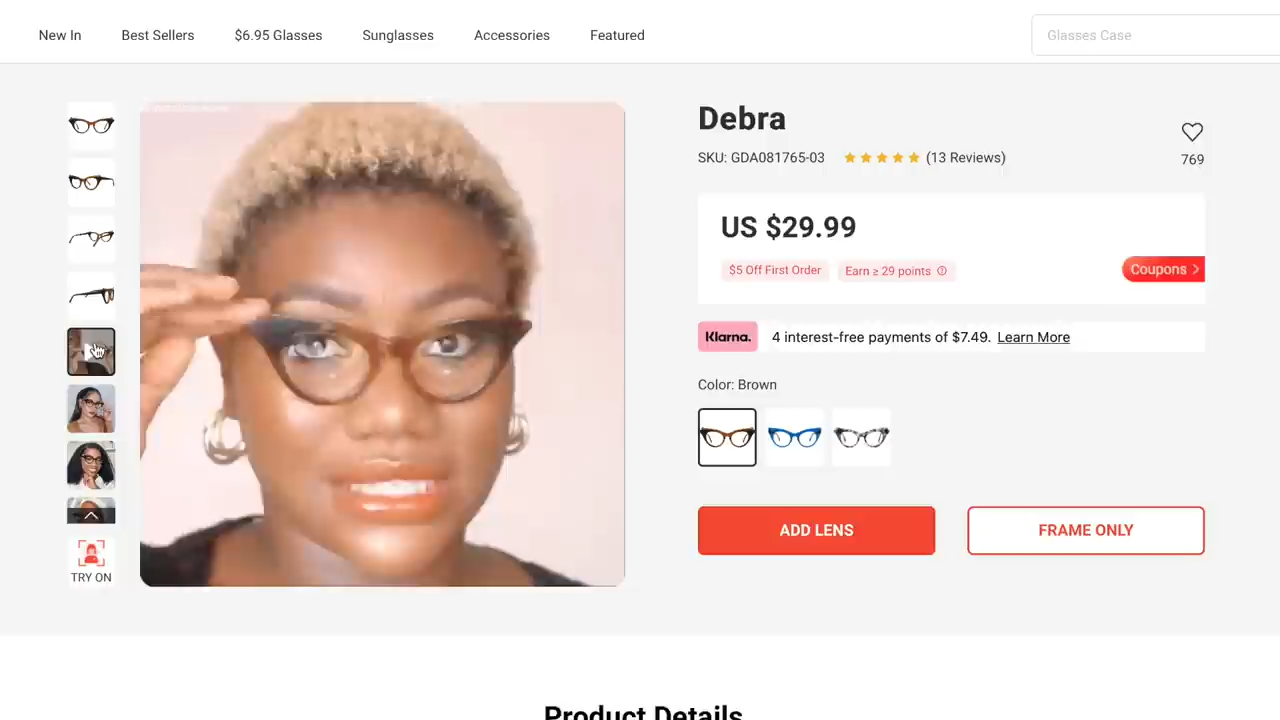 New In
Best Sellers
$6.95 Glasses
Sunglasses
Accessories
Featured
Glasses Case
Debra
769
SKU: GDA081765-03
(13 Reviews)
US $29.99
$5 Off First Order
Earn ≥ 29 points
Coupons
Klarna.
4 interest-free payments of $7.49. Learn More
Color: Brown
ADD LENS
FRAME ONLY
TRY ON
Product Details